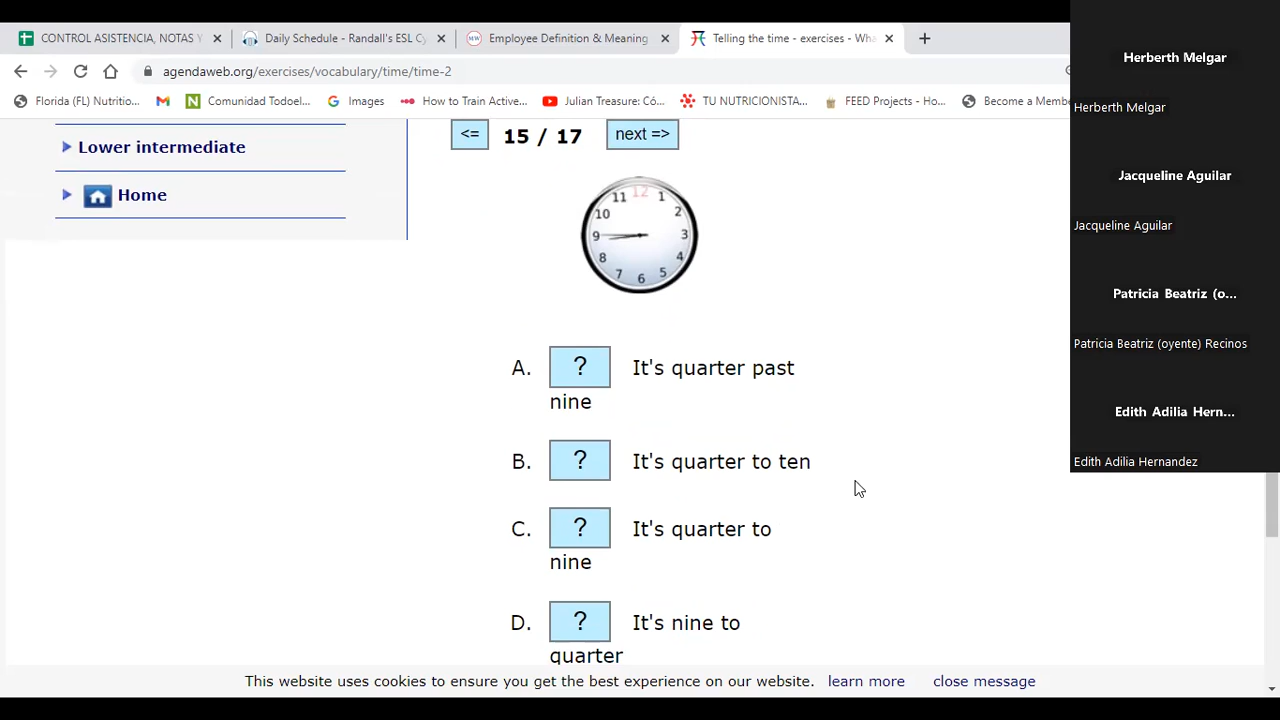 CONTROL ASISTENCIA, NOTAS Y
Daily Schedule - Randall's ESL Cy
Employee Definition & Meaning
Telling the time - exercises - Wha
agendaweb.org/exercises/vocabulary/time/time-2
Florida (FL) Nutritio...
Comunidad Todoel...
Images
How to Train Active...
Julian Treasure: Có...
TU NUTRICIONISTA...
FEED Projects - Ho...
Become a Membe
Lower intermediate
Home
<= 15 / 17 next =>
12
11 1
10 2
9 3
8 4
7 5
6
A. ? It's quarter past
nine
B. ? It's quarter to ten
C. ? It's quarter to
nine
D. ? It's nine to
quarter
This website uses cookies to ensure you get the best experience on our website. learn more close message
Herberth Melgar
Herberth Melgar
Jacqueline Aguilar
Jacqueline Aguilar
Patricia Beatriz (o...
Patricia Beatriz (oyente) Recinos
Edith Adilia Hern...
Edith Adilia Hernandez